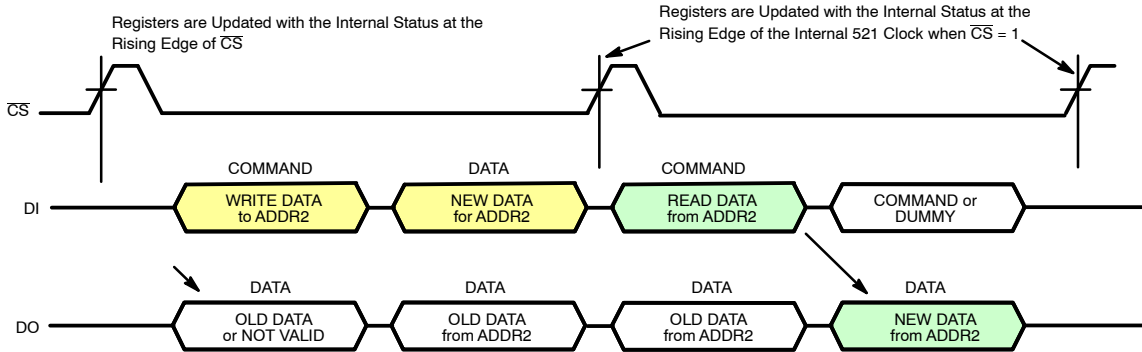 Registers are Updated with the Internal Status at the
Rising Edge of C̅S̅
Registers are Updated with the Internal Status at the
Rising Edge of the Internal 521 Clock when C̅S̅ = 1
C̅S̅
COMMAND
DATA
COMMAND
DI
WRITE DATA
to ADDR2
NEW DATA
for ADDR2
READ DATA
from ADDR2
COMMAND or
DUMMY
DATA
DATA
DATA
DATA
DO
OLD DATA
or NOT VALID
OLD DATA
from ADDR2
OLD DATA
from ADDR2
NEW DATA
from ADDR2